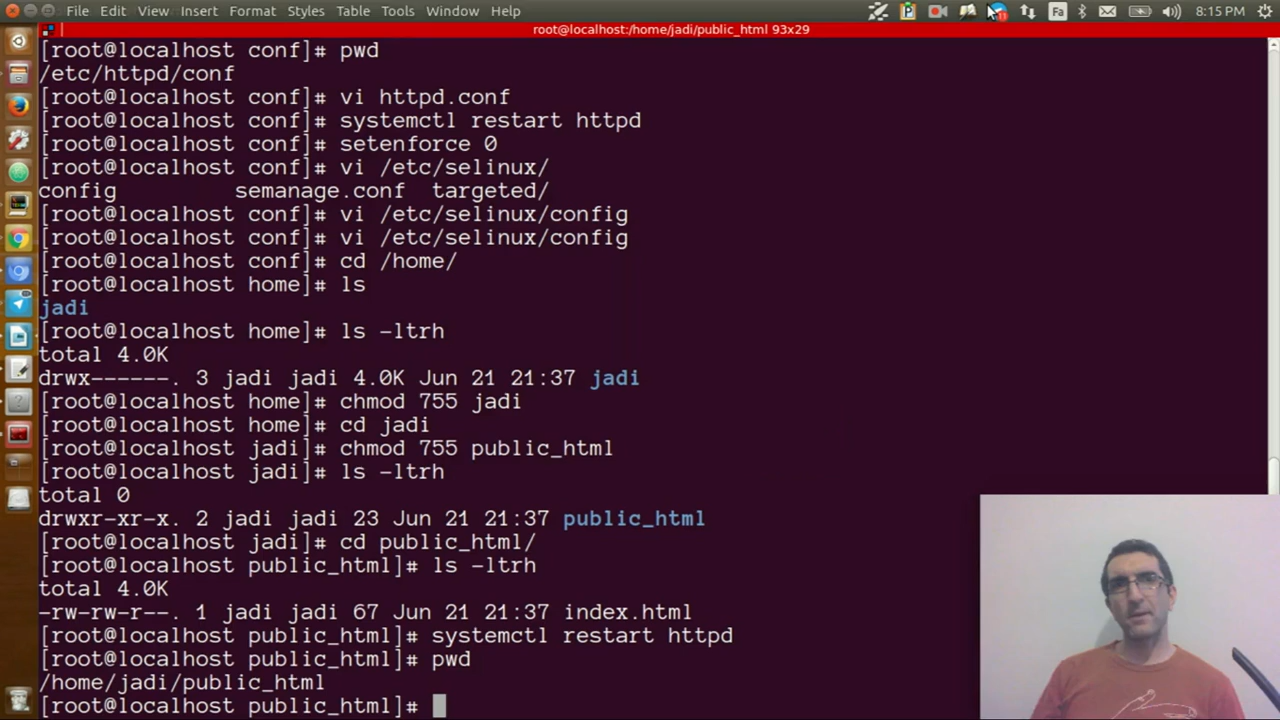 File Edit View Insert Format Styles Table Tools Window Help Fa 8:15 PM
root@localhost:/home/jadi/public_html 93x29
[root@localhost conf]# pwd
/etc/httpd/conf
[root@localhost conf]# vi httpd.conf
[root@localhost conf]# systemctl restart httpd
[root@localhost conf]# setenforce 0
[root@localhost conf]# vi /etc/selinux/
config         semanage.conf  targeted/
[root@localhost conf]# vi /etc/selinux/config
[root@localhost conf]# vi /etc/selinux/config
[root@localhost conf]# cd /home/
[root@localhost home]# ls
jadi
[root@localhost home]# ls -ltrh
total 4.0K
drwx------. 3 jadi jadi 4.0K Jun 21 21:37 jadi
[root@localhost home]# chmod 755 jadi
[root@localhost home]# cd jadi
[root@localhost jadi]# chmod 755 public_html
[root@localhost jadi]# ls -ltrh
total 0
drwxr-xr-x. 2 jadi jadi 23 Jun 21 21:37 public_html
[root@localhost jadi]# cd public_html/
[root@localhost public_html]# ls -ltrh
total 4.0K
-rw-rw-r--. 1 jadi jadi 67 Jun 21 21:37 index.html
[root@localhost public_html]# systemctl restart httpd
[root@localhost public_html]# pwd
/home/jadi/public_html
[root@localhost public_html]#